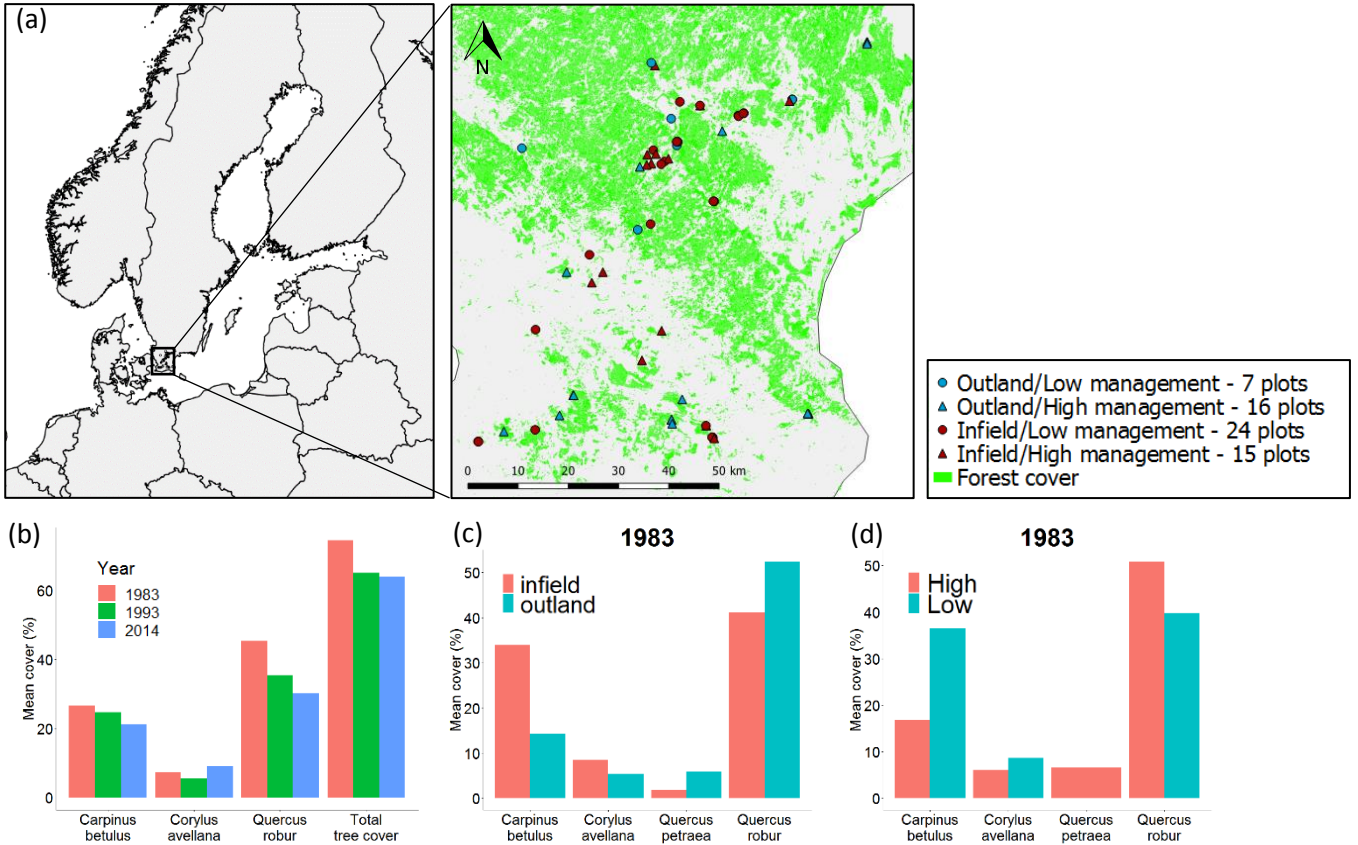 (a)
N
0 10 20 30 40 50 km
Outland/Low management - 7 plots
Outland/High management - 16 plots
Infield/Low management - 24 plots
Infield/High management - 15 plots
Forest cover
(b)
Year
1983
1993
2014
Mean cover (%)
60
40
20
0
Carpinus betulus
Corylus avellana
Quercus robur
Total tree cover
(c)
1983
infield
outland
Mean cover (%)
50
40
30
20
10
0
Carpinus betulus
Corylus avellana
Quercus petraea
Quercus robur
(d)
1983
High
Low
Mean cover (%)
50
40
30
20
10
0
Carpinus betulus
Corylus avellana
Quercus petraea
Quercus robur